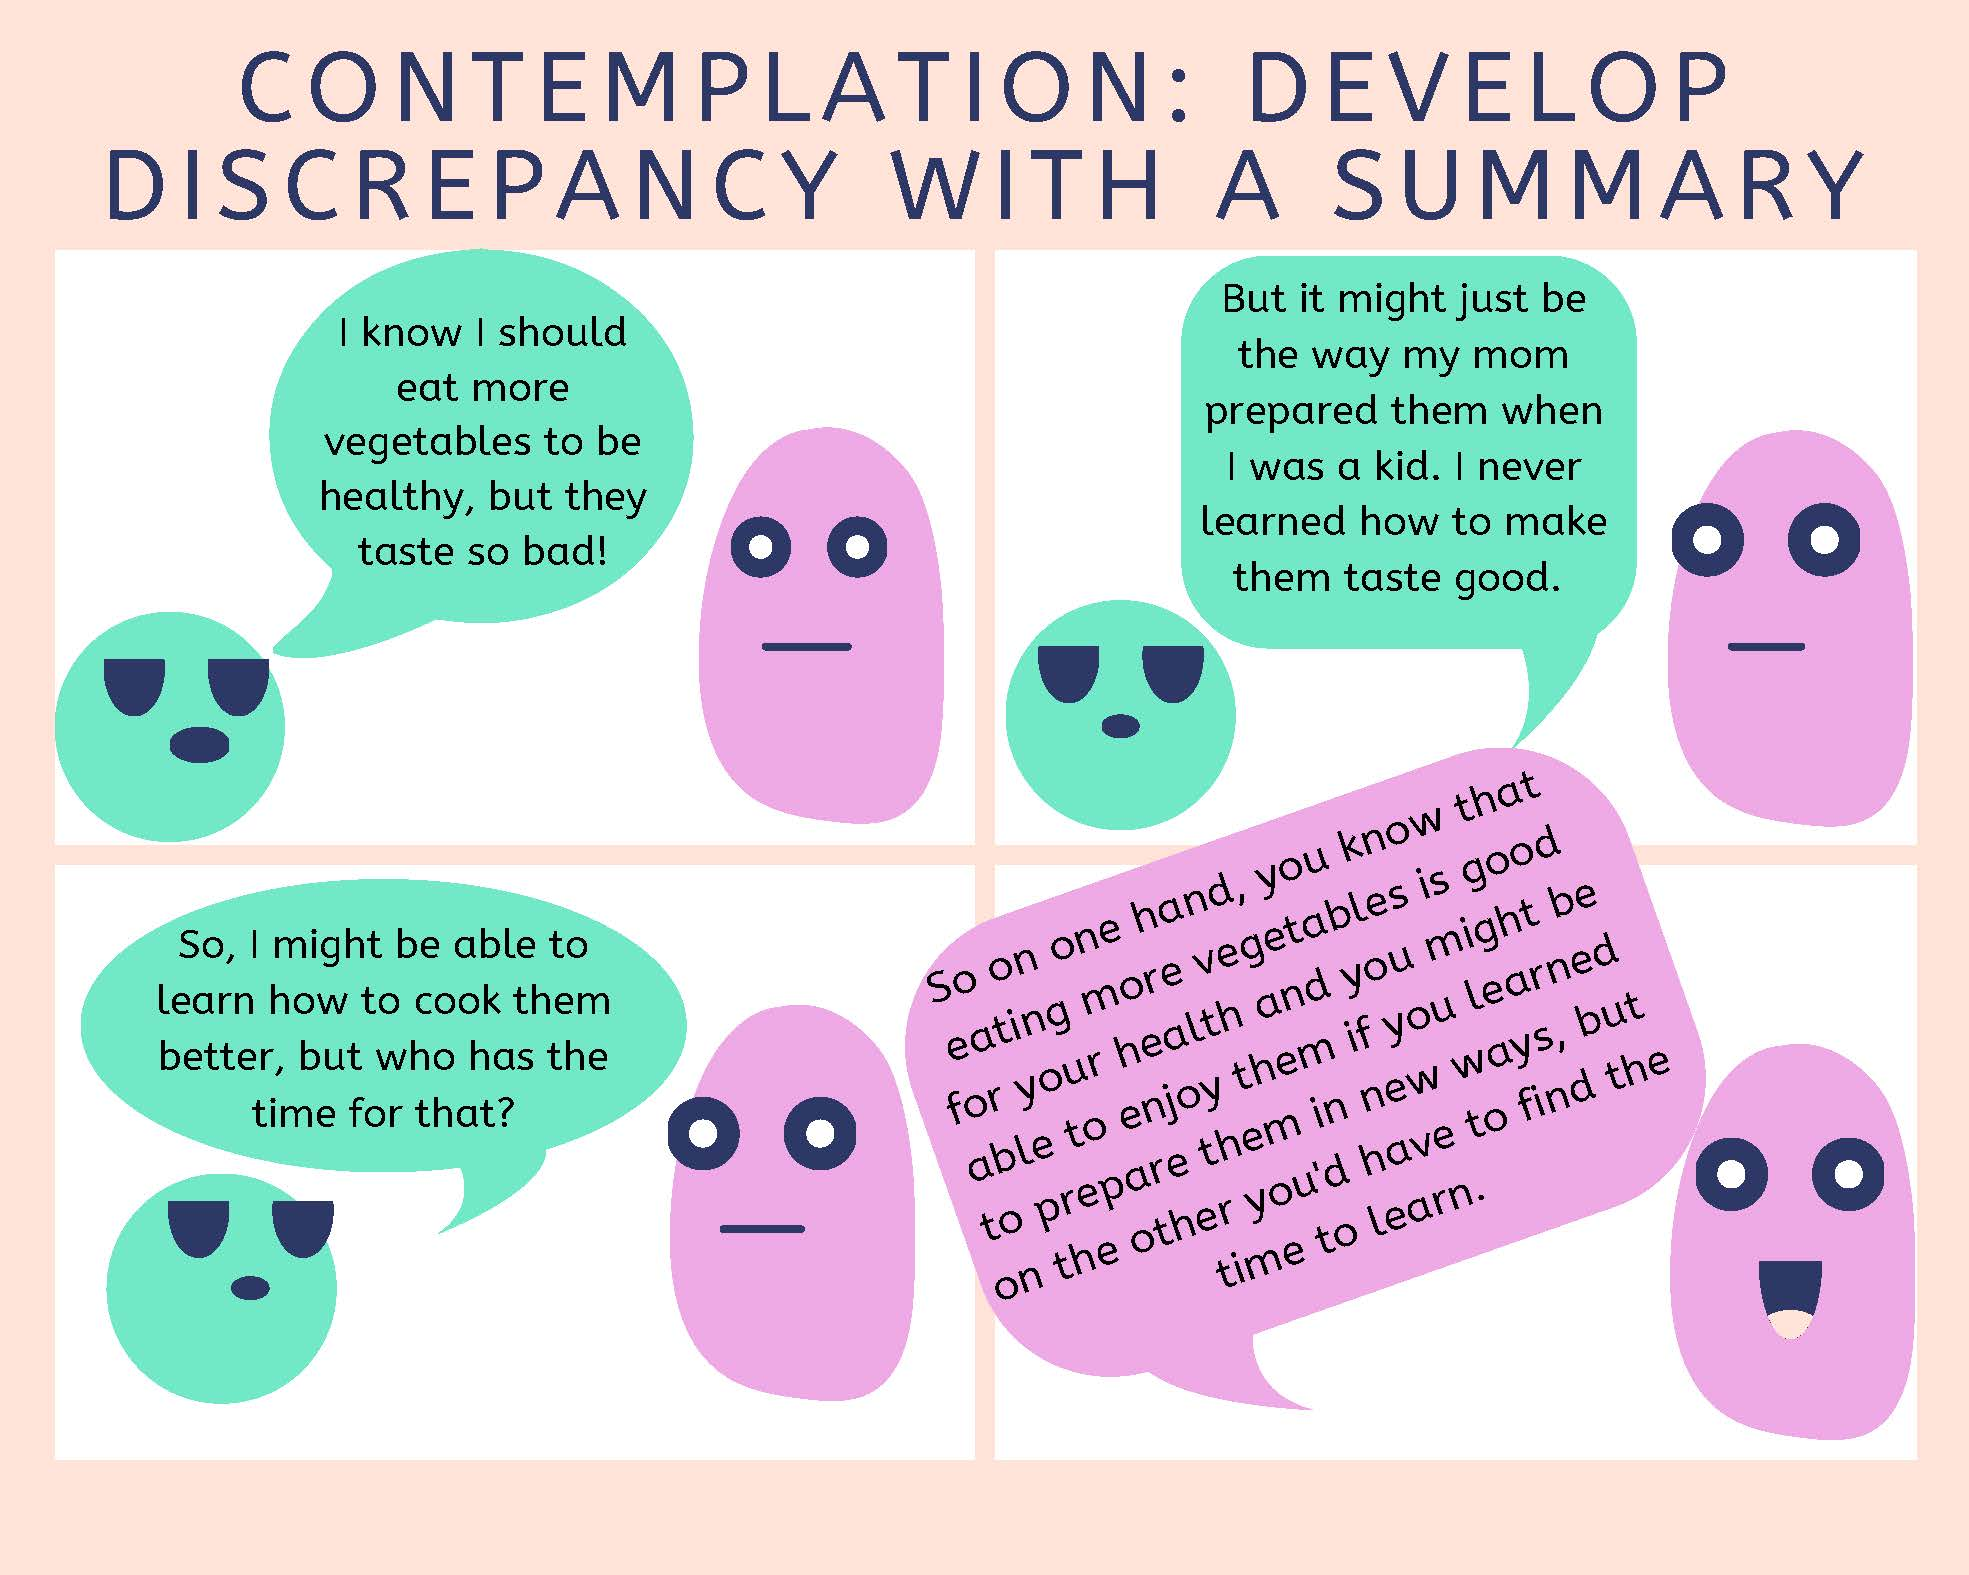 CONTEMPLATION: DEVELOP
DISCREPANCY WITH A SUMMARY
I know I should
eat more
vegetables to be
healthy, but they
taste so bad!
But it might just be
the way my mom
prepared them when
I was a kid. I never
learned how to make
them taste good.
So, I might be able to
learn how to cook them
better, but who has the
time for that?
So on one hand, you know that
eating more vegetables is good
for your health and you might be
able to enjoy them if you learned
to prepare them in new ways, but
on the other you'd have to find the
time to learn.